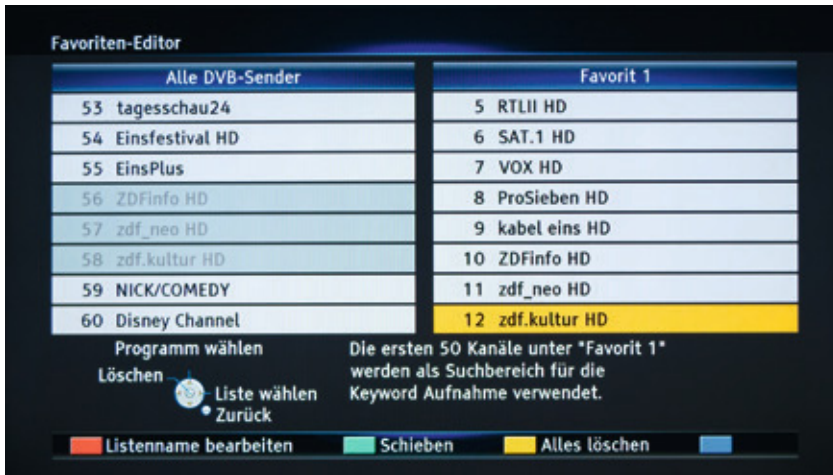 Favoriten-Editor
Alle DVB-Sender
53 tagesschau24
54 Einsfestival HD
55 EinsPlus
56 ZDFinfo HD
57 zdf_neo HD
58 zdf.kultur HD
59 NICK/COMEDY
60 Disney Channel
Favorit 1
5 RTLII HD
6 SAT.1 HD
7 VOX HD
8 ProSieben HD
9 kabel eins HD
10 ZDFinfo HD
11 zdf_neo HD
12 zdf.kultur HD
Programm wählen
Löschen
Liste wählen
Zurück
Die ersten 50 Kanäle unter "Favorit 1"
werden als Suchbereich für die
Keyword Aufnahme verwendet.
Listenname bearbeiten
Schieben
Alles löschen